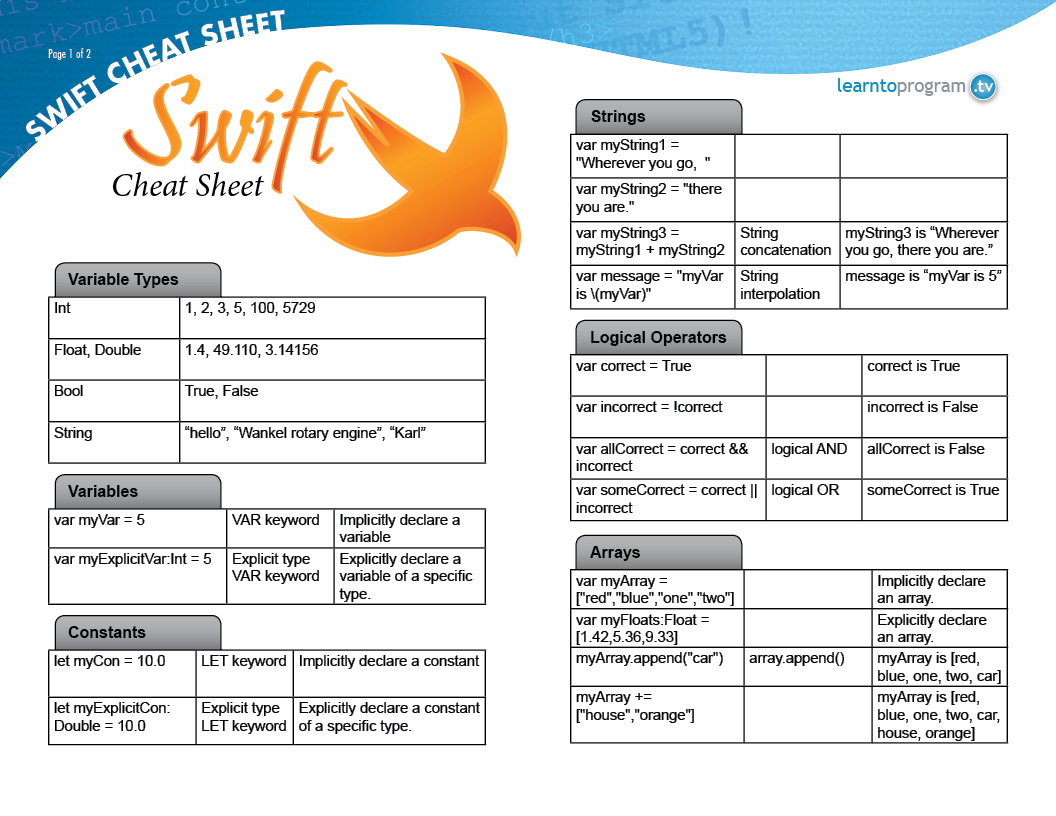 SWIFT CHEAT SHEET
Page 1 of 2
Swift
Cheat Sheet
learntoprogram .tv
Variable Types
Int
1, 2, 3, 5, 100, 5729
Float, Double
1.4, 49.110, 3.14156
Bool
True, False
String
“hello”, “Wankel rotary engine”, “Karl”
Variables
var myVar = 5
VAR keyword
Implicitly declare a
variable
var myExplicitVar:Int = 5
Explicit type
VAR keyword
Explicitly declare a
variable of a specific
type.
Constants
let myCon = 10.0
LET keyword
Implicitly declare a constant
let myExplicitCon:
Double = 10.0
Explicit type
LET keyword
Explicitly declare a constant
of a specific type.
Strings
var myString1 =
"Wherever you go,  "
var myString2 = "there
you are."
var myString3 =
myString1 + myString2
String
concatenation
myString3 is “Wherever
you go, there you are.”
var message = "myVar
is \(myVar)"
String
interpolation
message is “myVar is 5”
Logical Operators
var correct = True
correct is True
var incorrect = !correct
incorrect is False
var allCorrect = correct &&
incorrect
logical AND
allCorrect is False
var someCorrect = correct ||
incorrect
logical OR
someCorrect is True
Arrays
var myArray =
["red","blue","one","two"]
Implicitly declare
an array.
var myFloats:Float =
[1.42,5.36,9.33]
Explicitly declare
an array.
myArray.append("car")
array.append()
myArray is [red,
blue, one, two, car]
myArray +=
["house","orange"]
myArray is [red,
blue, one, two, car,
house, orange]